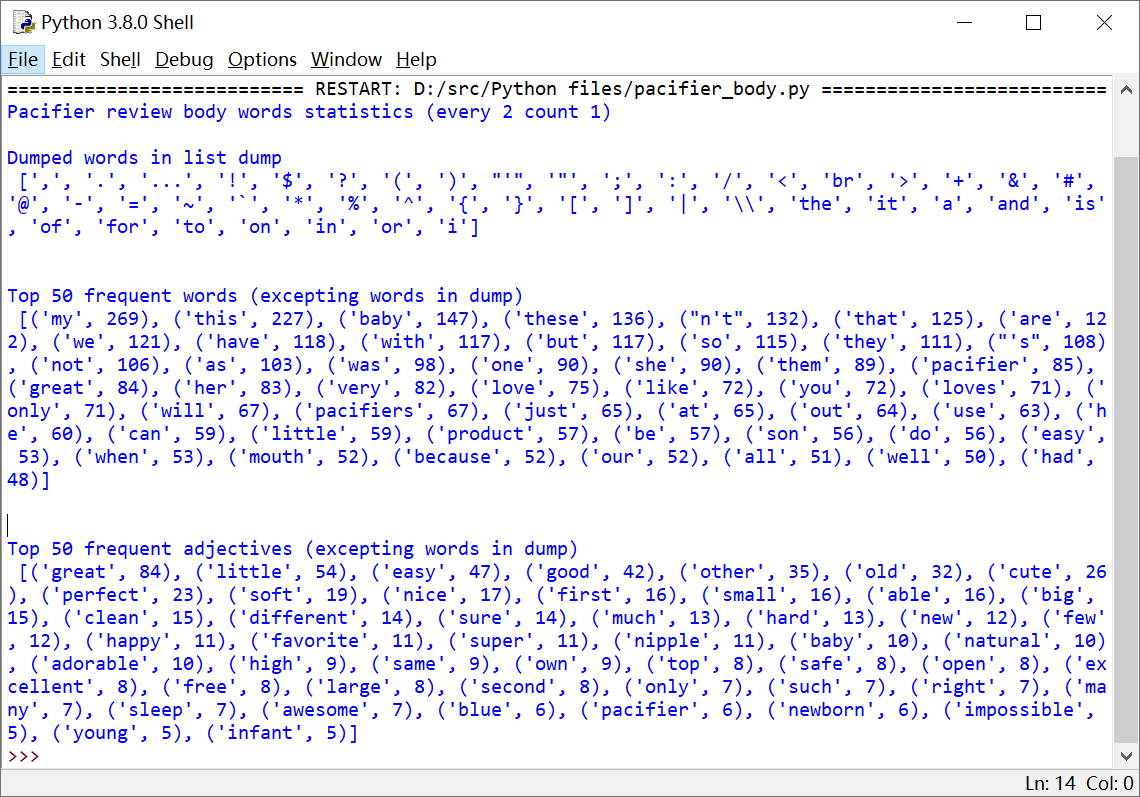 Python 3.8.0 Shell
File Edit Shell Debug Options Window Help
========================== RESTART: D:/src/Python files/pacifier_body.py ==========================
Pacifier review body words statistics (every 2 count 1)
Dumped words in list dump
[',', '.', '...', '!', '$', '?', '(', ')', "'", '"', ';', ':', '/', '<', 'br', '>', '+', '&', '#',
'@', '-', '=', '~', '`', '*', '%', '^', '{', '}', '[', ']', '|', '\\', 'the', 'it', 'a', 'and', 'is'
, 'of', 'for', 'to', 'on', 'in', 'or', 'i']
Top 50 frequent words (excepting words in dump)
[('my', 269), ('this', 227), ('baby', 147), ('these', 136), ("n't", 132), ('that', 125), ('are', 12
2), ('we', 121), ('have', 118), ('with', 117), ('but', 117), ('so', 115), ('they', 111), ("'s", 108)
, ('not', 106), ('as', 103), ('was', 98), ('one', 90), ('she', 90), ('them', 89), ('pacifier', 85),
('great', 84), ('her', 83), ('very', 82), ('love', 75), ('like', 72), ('you', 72), ('loves', 71), ('
only', 71), ('will', 67), ('pacifiers', 67), ('just', 65), ('at', 65), ('out', 64), ('use', 63), ('h
e', 60), ('can', 59), ('little', 59), ('product', 57), ('be', 57), ('son', 56), ('do', 56), ('easy',
53), ('when', 53), ('mouth', 52), ('because', 52), ('our', 52), ('all', 51), ('well', 50), ('had',
48)]
Top 50 frequent adjectives (excepting words in dump)
[('great', 84), ('little', 54), ('easy', 47), ('good', 42), ('other', 35), ('old', 32), ('cute', 26
), ('perfect', 23), ('soft', 19), ('nice', 17), ('first', 16), ('small', 16), ('able', 16), ('big',
15), ('clean', 15), ('different', 14), ('sure', 14), ('much', 13), ('hard', 13), ('new', 12), ('few'
, 12), ('happy', 11), ('favorite', 11), ('super', 11), ('nipple', 11), ('baby', 10), ('natural', 10)
, ('adorable', 10), ('high', 9), ('same', 9), ('own', 9), ('top', 8), ('safe', 8), ('open', 8), ('ex
cellent', 8), ('free', 8), ('large', 8), ('second', 8), ('only', 7), ('such', 7), ('right', 7), ('ma
ny', 7), ('sleep', 7), ('awesome', 7), ('blue', 6), ('pacifier', 6), ('newborn', 6), ('impossible',
5), ('young', 5), ('infant', 5)]
>>>
Ln: 14 Col: 0